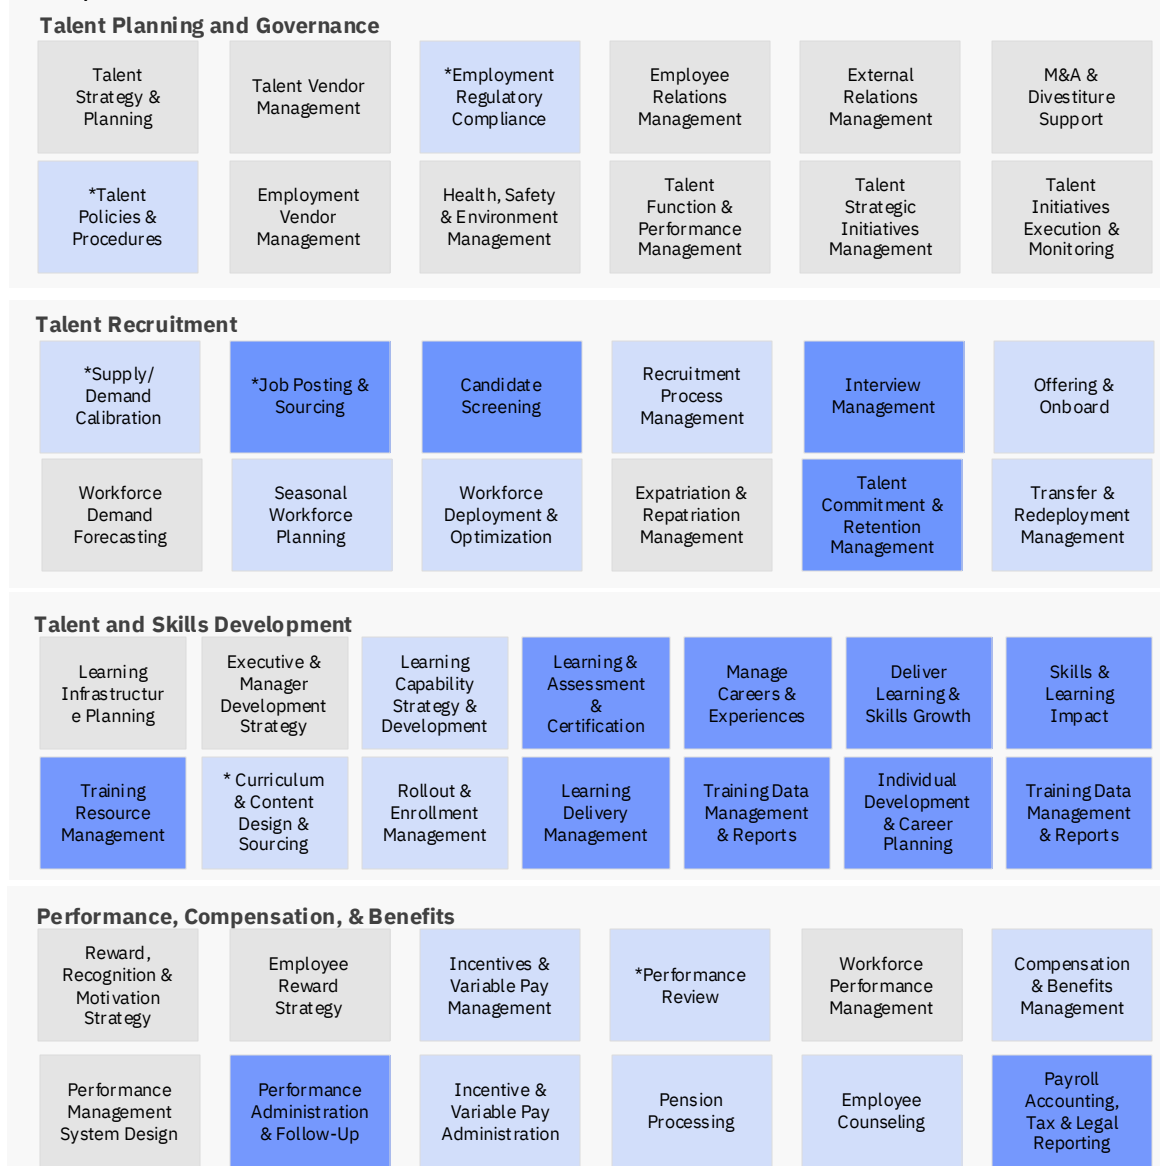 Talent Planning and Governance
Talent
Strategy &
Planning
Talent Vendor
Management
*Employment
Regulatory
Compliance
Employee
Relations
Management
External
Relations
Management
M&A &
Divestiture
Support
*Talent
Policies &
Procedures
Employment
Vendor
Management
Health, Safety
& Environment
Management
Talent
Function &
Performance
Management
Talent
Strategic
Initiatives
Management
Talent
Initiatives
Execution &
Monitoring
Talent Recruitment
*Supply/
Demand
Calibration
*Job Posting &
Sourcing
Candidate
Screening
Recruitment
Process
Management
Interview
Management
Offering &
Onboard
Workforce
Demand
Forecasting
Seasonal
Workforce
Planning
Workforce
Deployment &
Optimization
Expatriation &
Repatriation
Management
Talent
Commitment &
Retention
Management
Transfer &
Redeployment
Management
Talent and Skills Development
Learning
Infrastructur
e Planning
Executive &
Manager
Development
Strategy
Learning
Capability
Strategy &
Development
Learning &
Assessment
&
Certification
Manage
Careers &
Experiences
Deliver
Learning &
Skills Growth
Skills &
Learning
Impact
Training
Resource
Management
* Curriculum
& Content
Design &
Sourcing
Rollout &
Enrollment
Management
Learning
Delivery
Management
Training Data
Management
& Reports
Individual
Development
& Career
Planning
Training Data
Management
& Reports
Performance, Compensation, & Benefits
Reward,
Recognition &
Motivation
Strategy
Employee
Reward
Strategy
Incentives &
Variable Pay
Management
*Performance
Review
Workforce
Performance
Management
Compensation
& Benefits
Management
Performance
Management
System Design
Performance
Administration
& Follow-Up
Incentive &
Variable Pay
Administration
Pension
Processing
Employee
Counseling
Payroll
Accounting,
Tax & Legal
Reporting